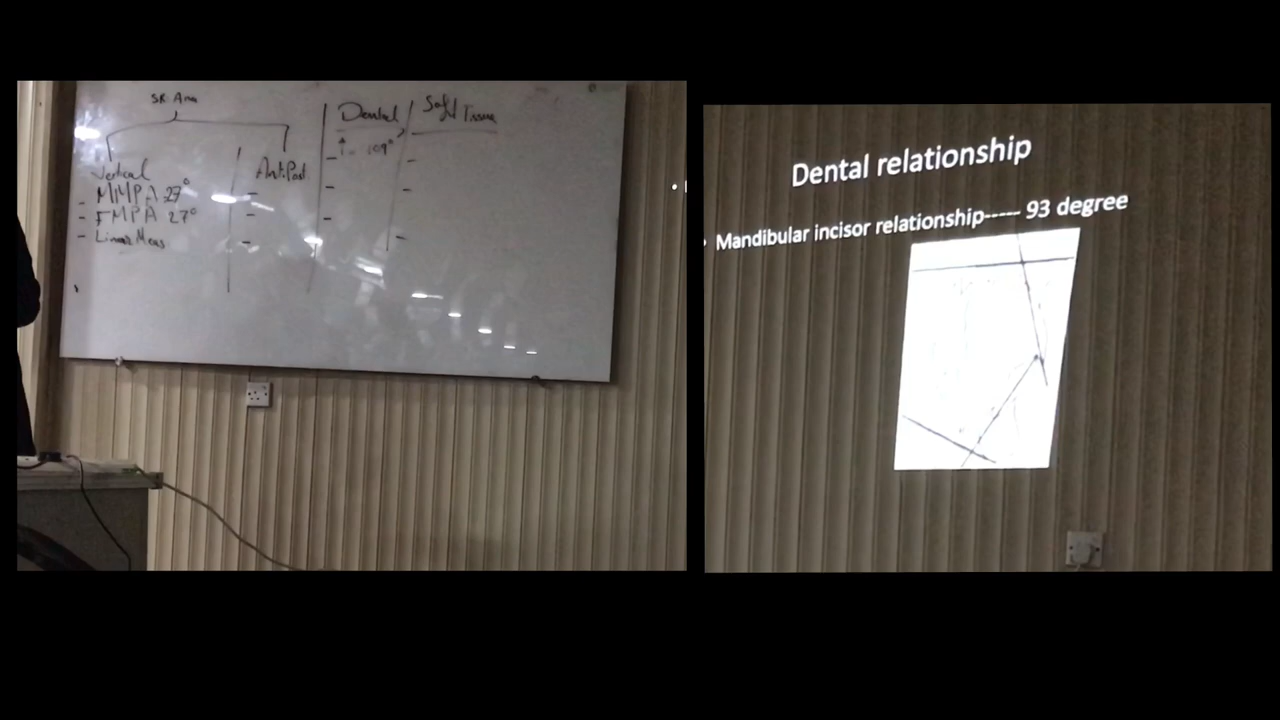 SK Ana
Vertical
- MMPA 27°
- FMPA 27°
- Linear Meas
Ant.Post
Dental
↑ - 109°
Soft Tissue
Dental relationship
• Mandibular incisor relationship----- 93 degree